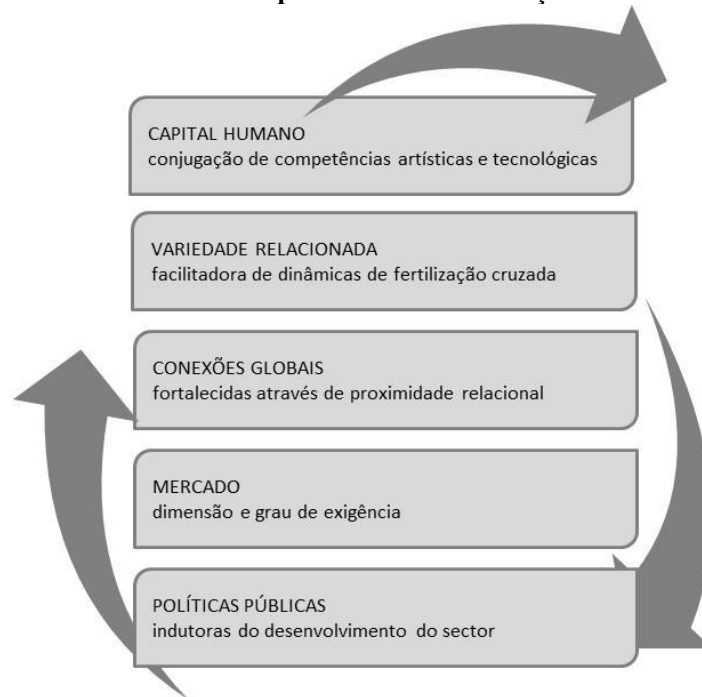 CAPITAL HUMANO
conjugação de competências artísticas e tecnológicas
VARIEDADE RELACIONADA
facilitadora de dinâmicas de fertilização cruzada
CONEXÕES GLOBAIS
fortalecidas através de proximidade relacional
MERCADO
dimensão e grau de exigência
POLÍTICAS PÚBLICAS
indutoras do desenvolvimento do sector